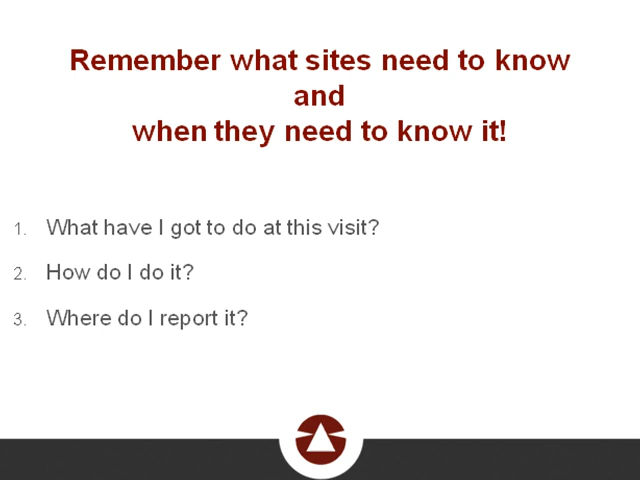 Remember what sites need to know
and
when they need to know it!
1. What have I got to do at this visit?
2. How do I do it?
3. Where do I report it?